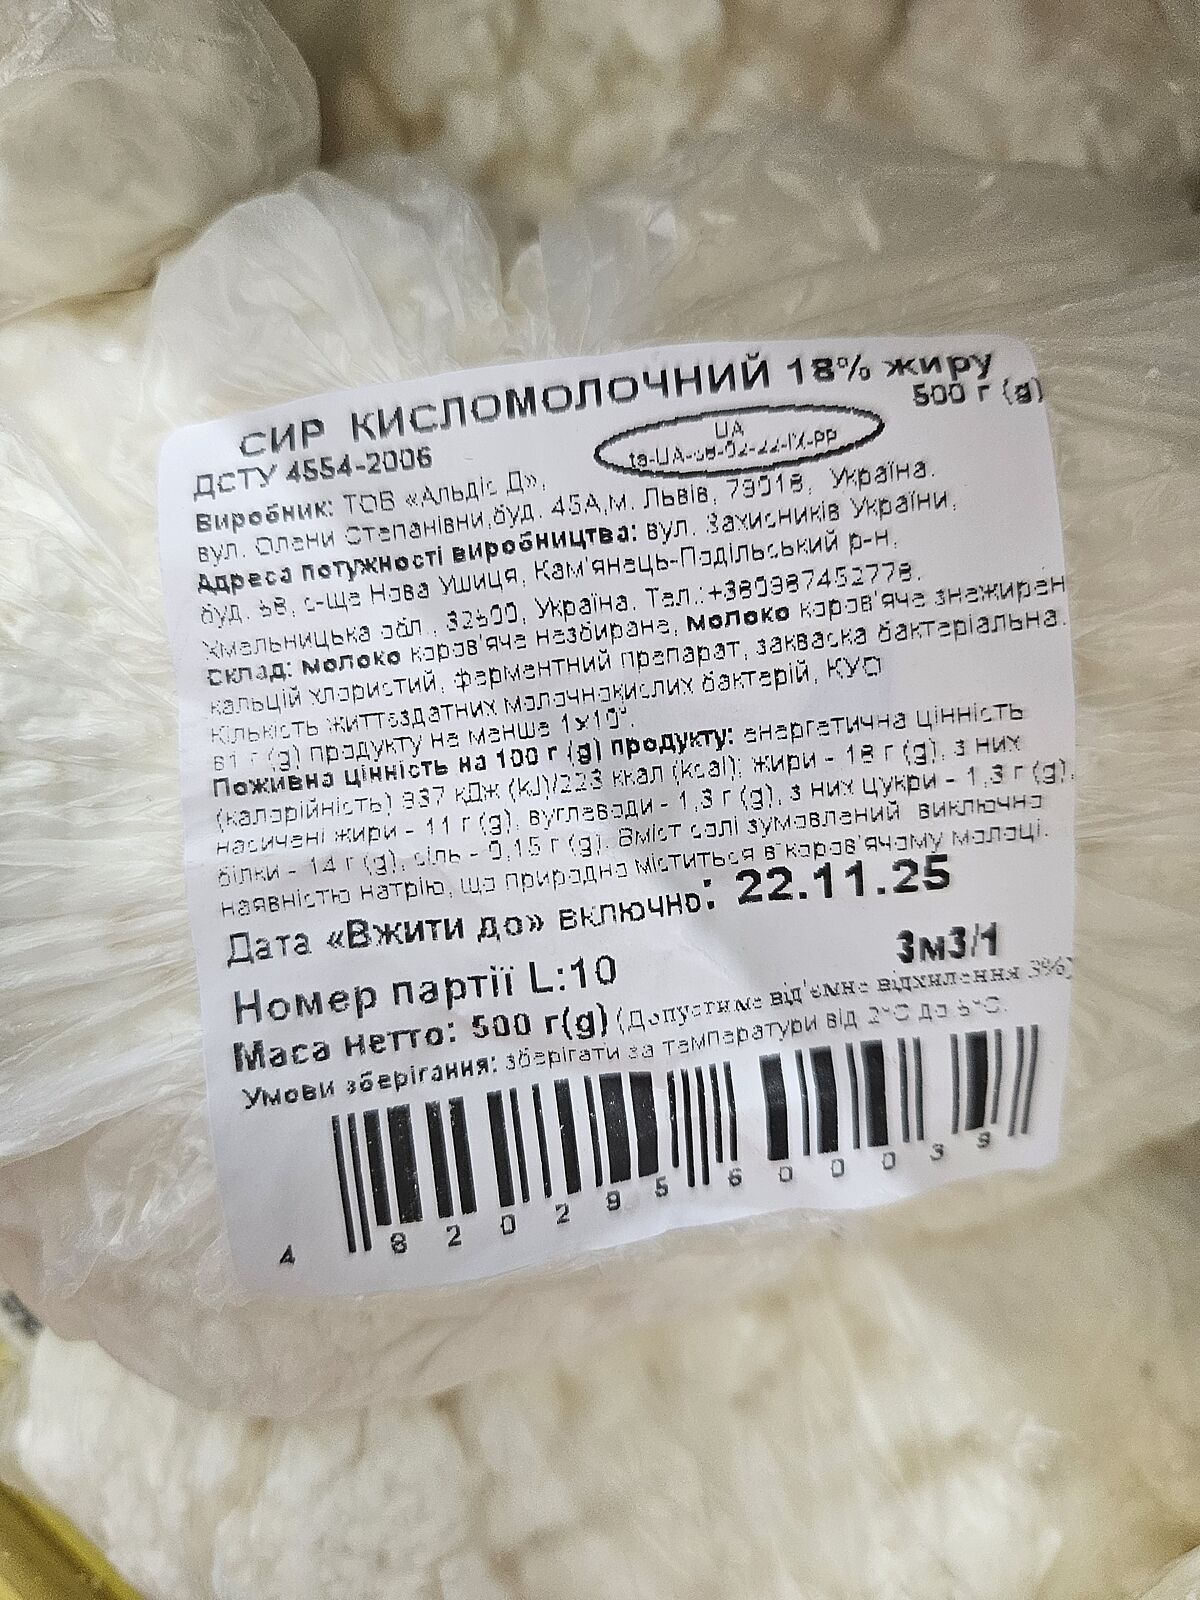 СИР КИСЛОМОЛОЧНИЙ 18% жиру
500 г (g)
ДСТУ 4554-2006
UA
Виробник: ТОВ «Альдіс Д»,
вул. Олени Степанівни,буд. 45А,м. Львів, 79018, Україна.
Адреса потужності виробництва: вул. Захисників України,
буд. с-ще Нова Ушиця, Кам'янець-Подільський р-н,
Хмельницька обл., 32600, Україна. Тел.:+380987452778.
Склад: молоко коров'яче незбиране, молоко коров'яче знежирен
кальцій хлористий, ферментний препарат, закваска бактеріальна.
Кількість життєздатних молочнокислих бактерій, КУО
в1 г (g) продукту не менше
Поживна цінність на 100 г (g) продукту: енергетична цінність
(калорійність) 937 кДж (kJ)/223 ккал (kcal); жири - 18 г (g), з них
насичені жири - 11 г (g), вуглеводи - 1,3 г (g), з них цукри - 1,3 г (g),
білки - 14 г (g), сіль - 0,15 г (g). Вміст солі зумовлений виключно
наявністю натрію, що природно міститься в коров'ячому молоці.
Дата «Вжити до» включно: 22.11.25
Номер партії L:10
3м3/1
Маса нетто: 500 г(g) (Допустиме від'ємне відхилення 3%)
Умови зберігання: зберігати за температури від 2°С до 6°С.
4 820295 600039